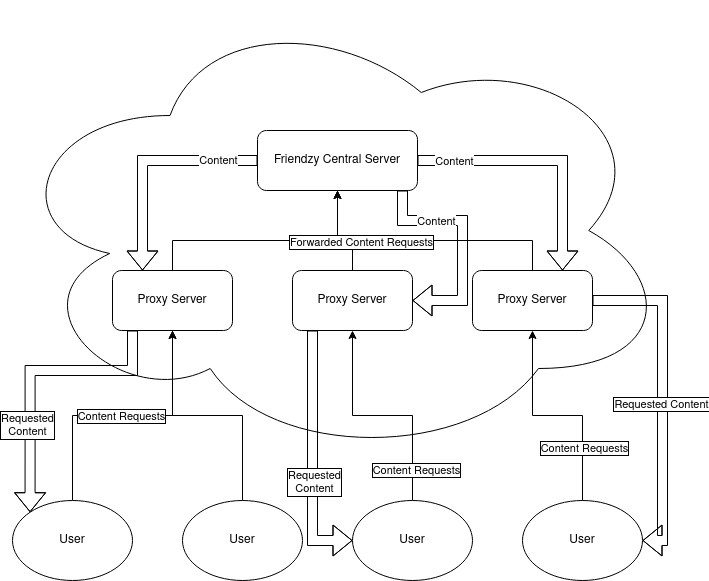 Friendzy Central Server
Content
Content
Content
Forwarded Content Requests
Proxy Server
Proxy Server
Proxy Server
Requested
Content
Content Requests
Requested
Content
Content Requests
Content Requests
Requested Content
User
User
User
User